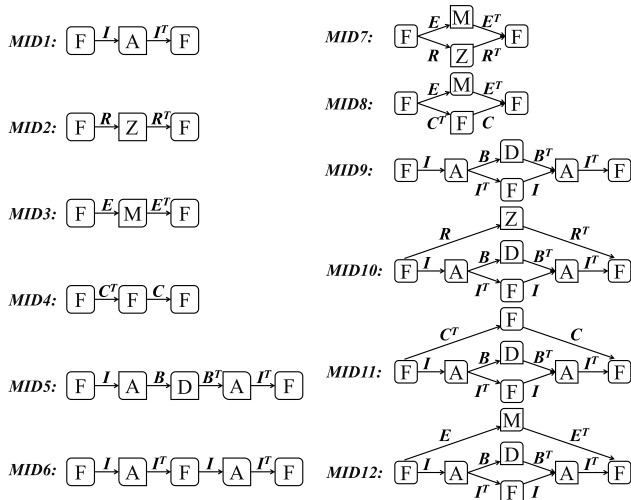 MID1: F I A I^T F
MID2: F R Z R^T F
MID3: F E M E^T F
MID4: F C^T F C F
MID5: F I A B D B^T A I^T F
MID6: F I A I^T F I A I^T F
MID7: F E M E^T F
R Z R^T
MID8: F E M E^T F
C^T F C
MID9: F I A B D B^T A I^T F
I^T F I
R Z R^T
MID10: F I A B D B^T A I^T F
I^T F I
C^T F C
MID11: F I A B D B^T A I^T F
I^T F I
E M E^T
MID12: F I A B D B^T A I^T F
I^T F I